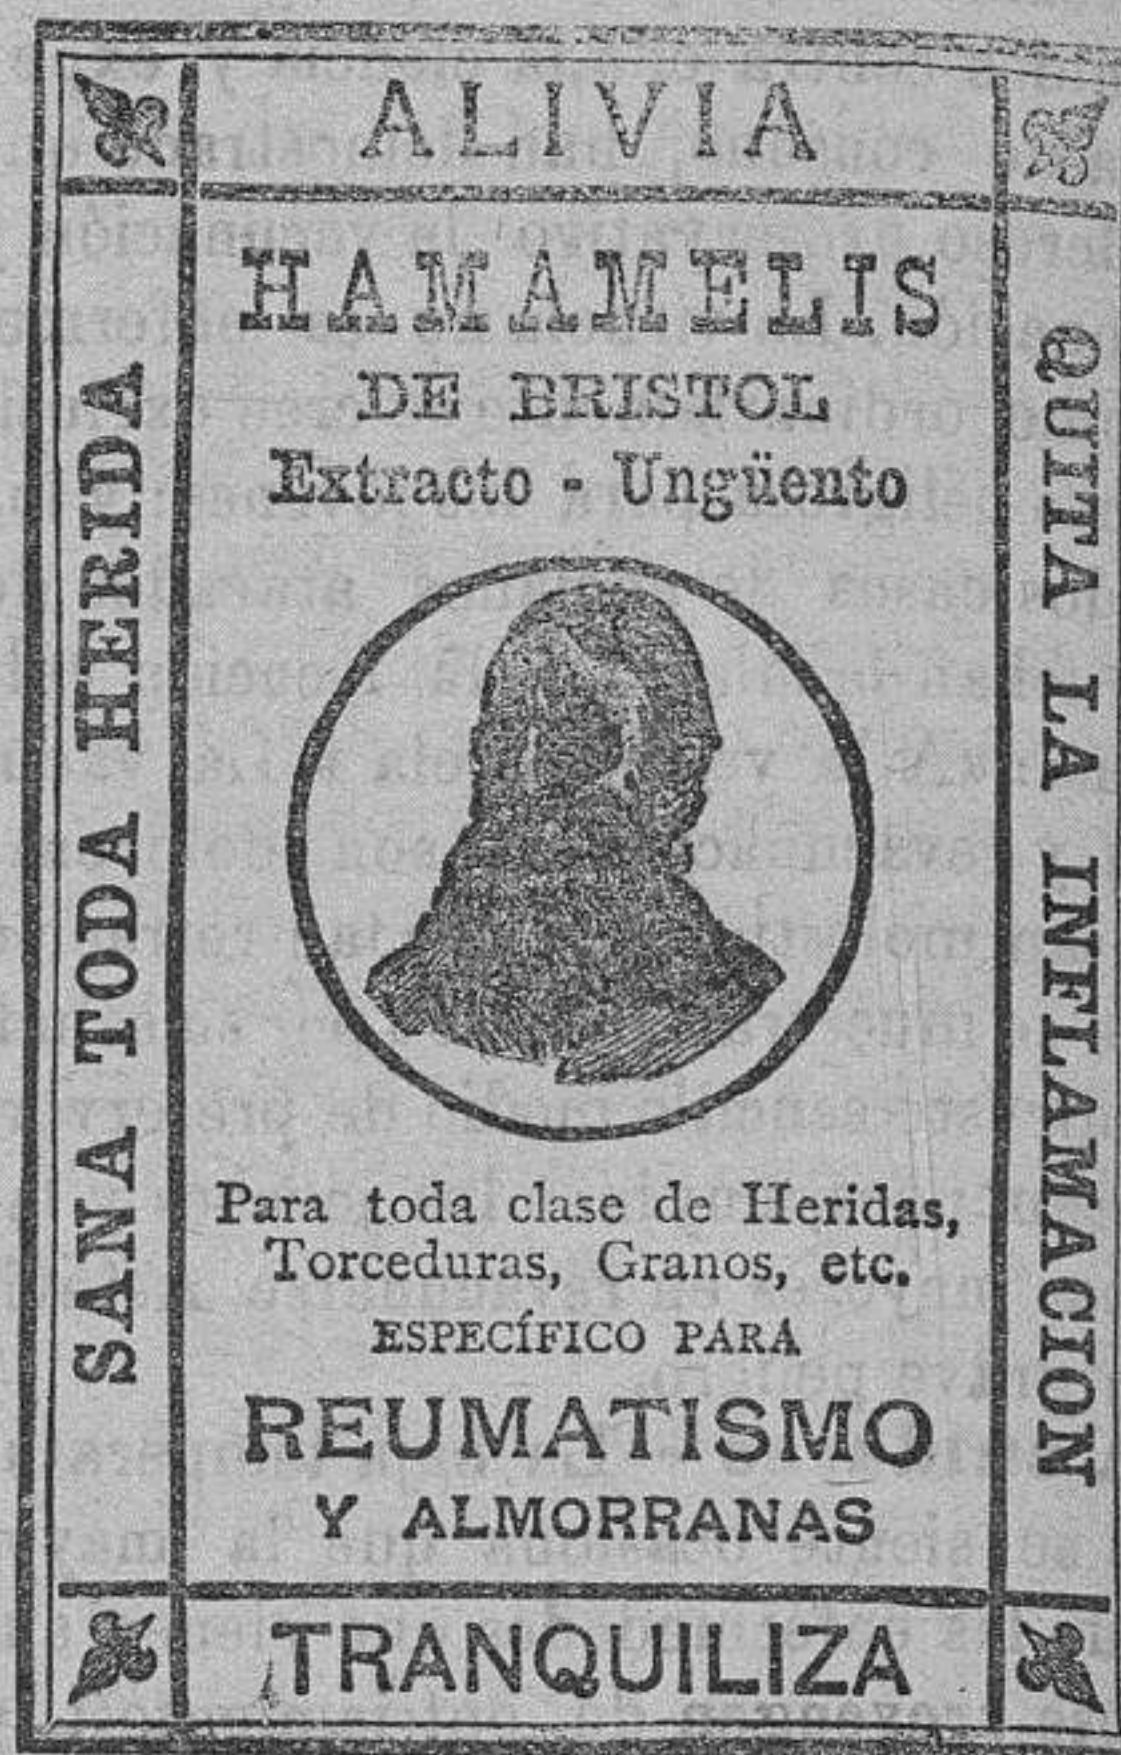 ALIVIA
SANA TODA HERIDA
HAMAMELIS
DE BRISTOL
Extracto - Ungüento
Para toda clase de Heridas,
Torceduras, Granos, etc.
ESPECÍFICO PARA
REUMATISMO
Y ALMORRANAS
QUITA LA INFLAMACION
TRANQUILIZA